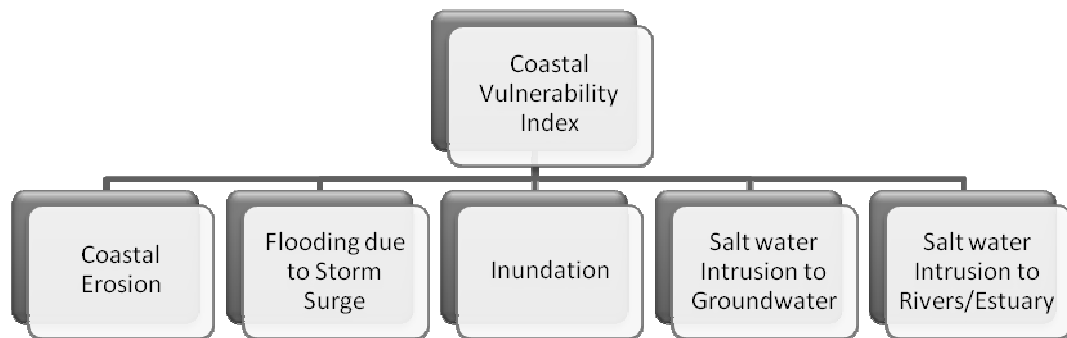 Coastal
Vulnerability
Index
Coastal
Erosion
Flooding due
to Storm
Surge
Inundation
Salt water
Intrusion to
Groundwater
Salt water
Intrusion to
Rivers/Estuary